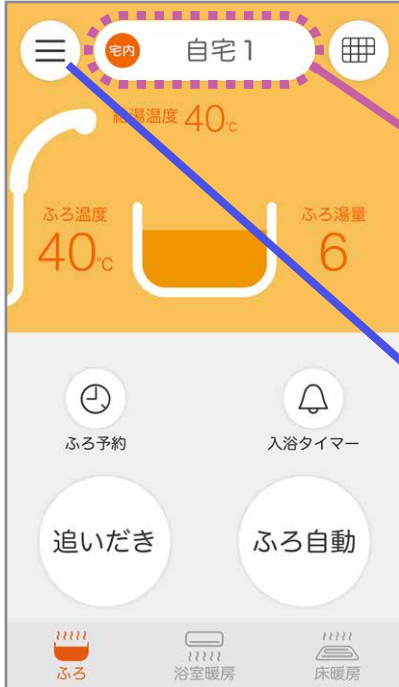 宅内 自宅1
給湯温度 40℃
ふろ温度
40℃
ふろ湯量
6
ふろ予約
入浴タイマー
追いだき
ふろ自動
ふろ
浴室暖房
床暖房